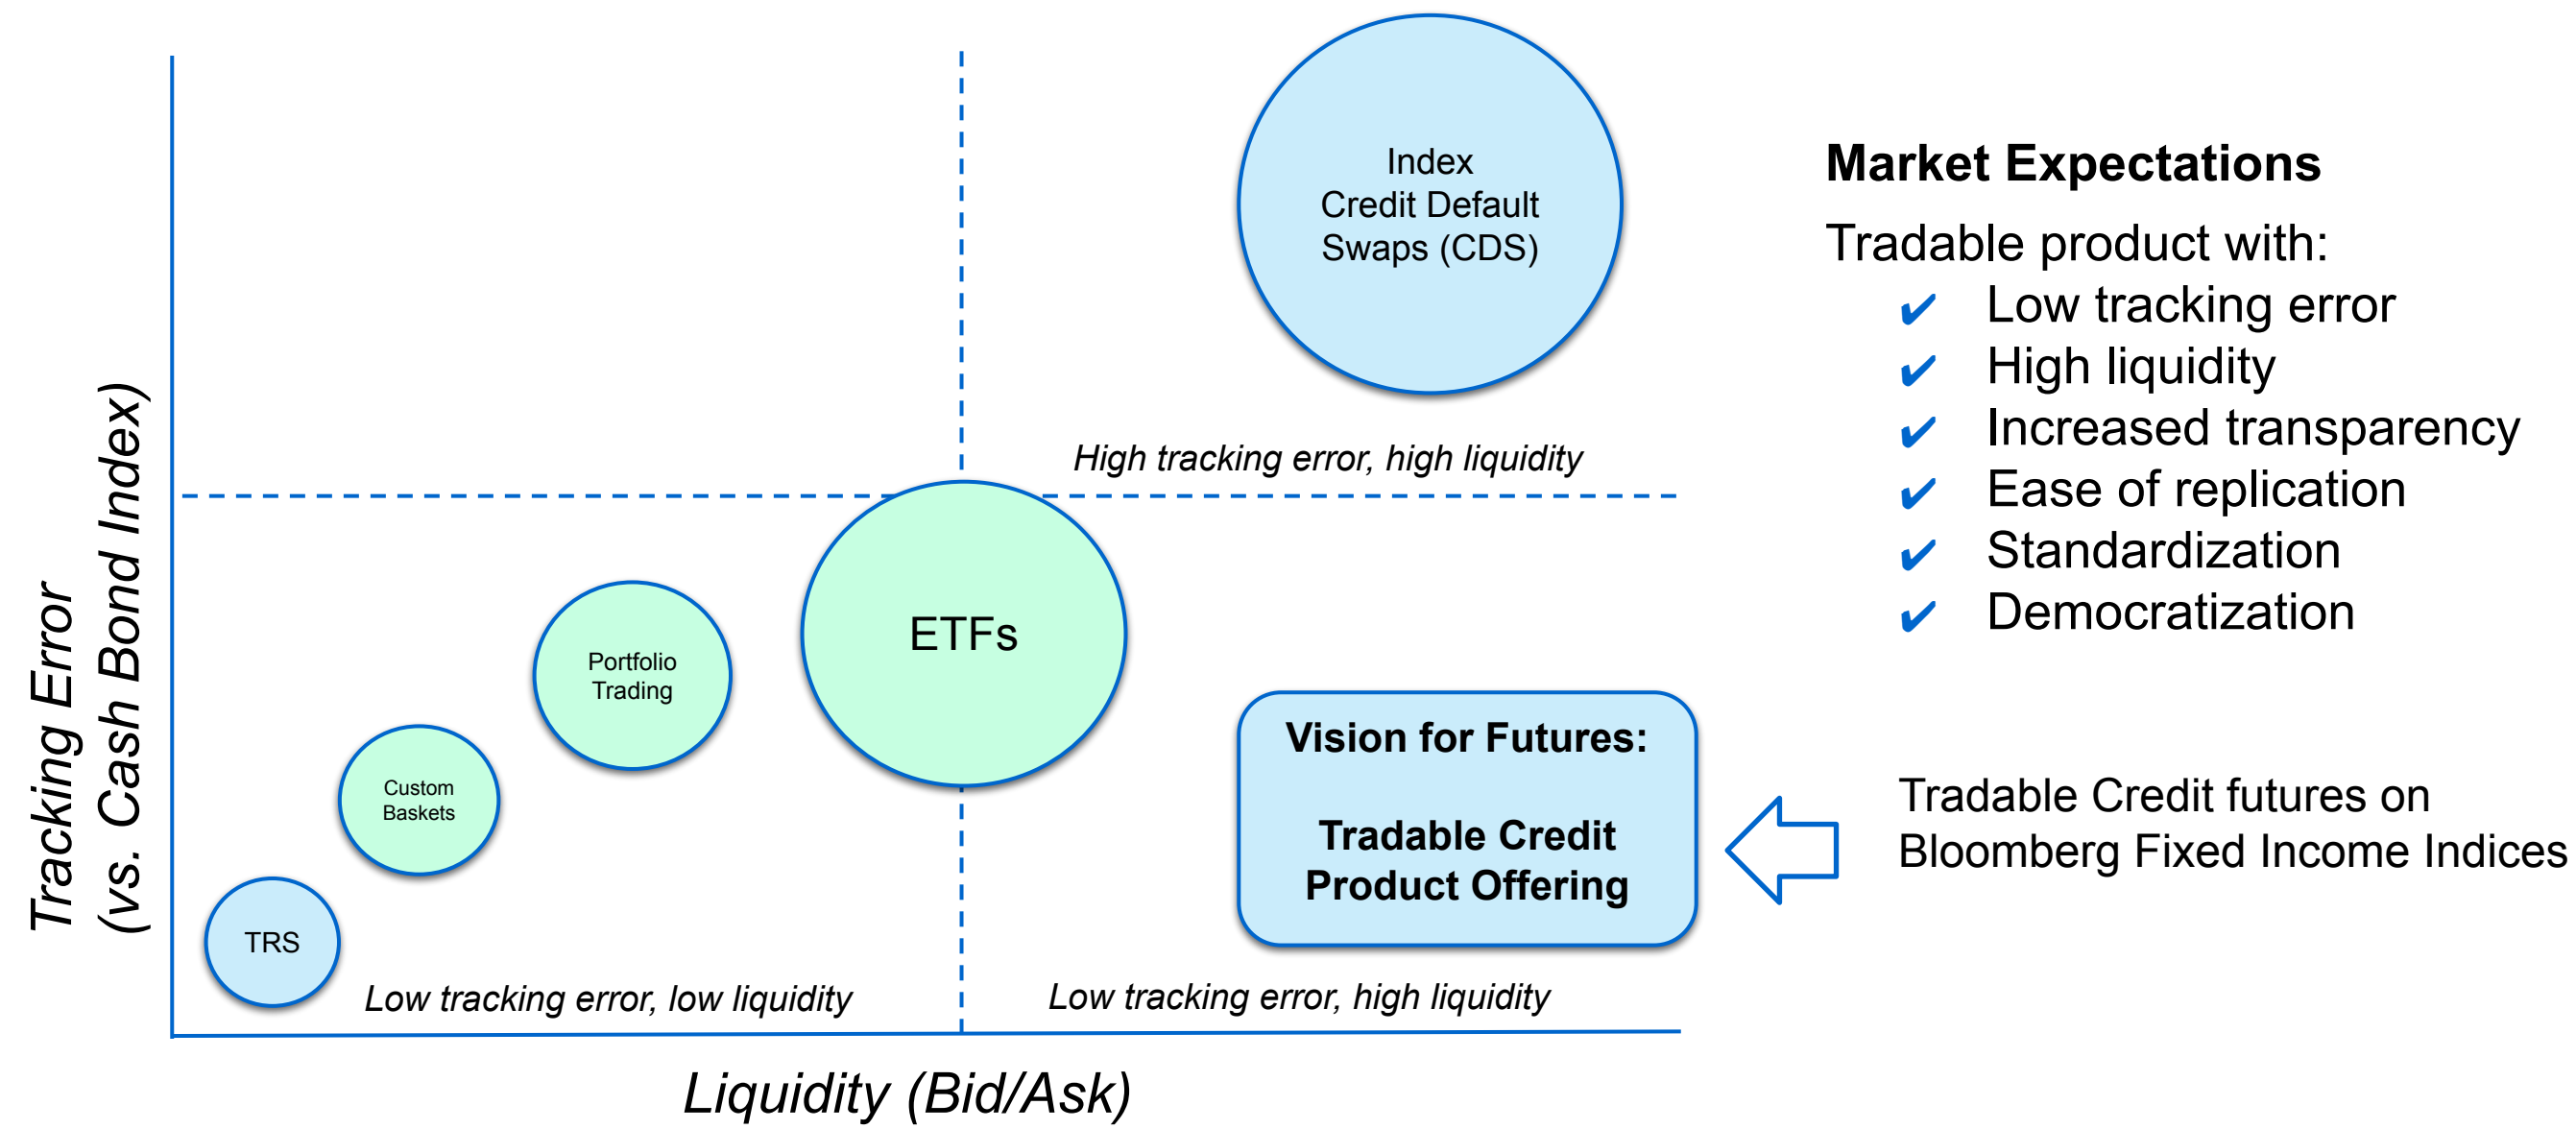 Tracking Error
(vs. Cash Bond Index)
Index
Credit Default
Swaps (CDS)
High tracking error, high liquidity
ETFs
Portfolio
Trading
Custom
Baskets
TRS
Low tracking error, low liquidity
Vision for Futures:
Tradable Credit
Product Offering
Low tracking error, high liquidity
Liquidity (Bid/Ask)
Market Expectations
Tradable product with:
✔ Low tracking error
✔ High liquidity
✔ Increased transparency
✔ Ease of replication
✔ Standardization
✔ Democratization
Tradable Credit futures on
Bloomberg Fixed Income Indices